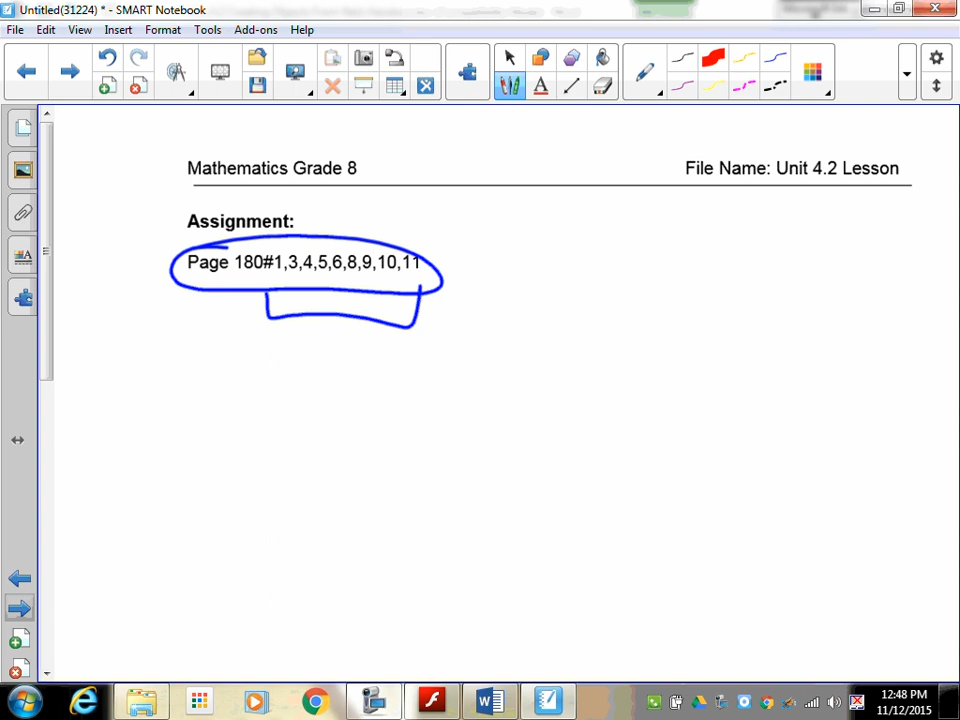 Untitled(31224) * - SMART Notebook
File Edit View Insert Format Tools Add-ons Help
Mathematics Grade 8 File Name: Unit 4.2 Lesson
Assignment:
Page 180#1,3,4,5,6,8,9,10,11
12:48 PM
11/12/2015